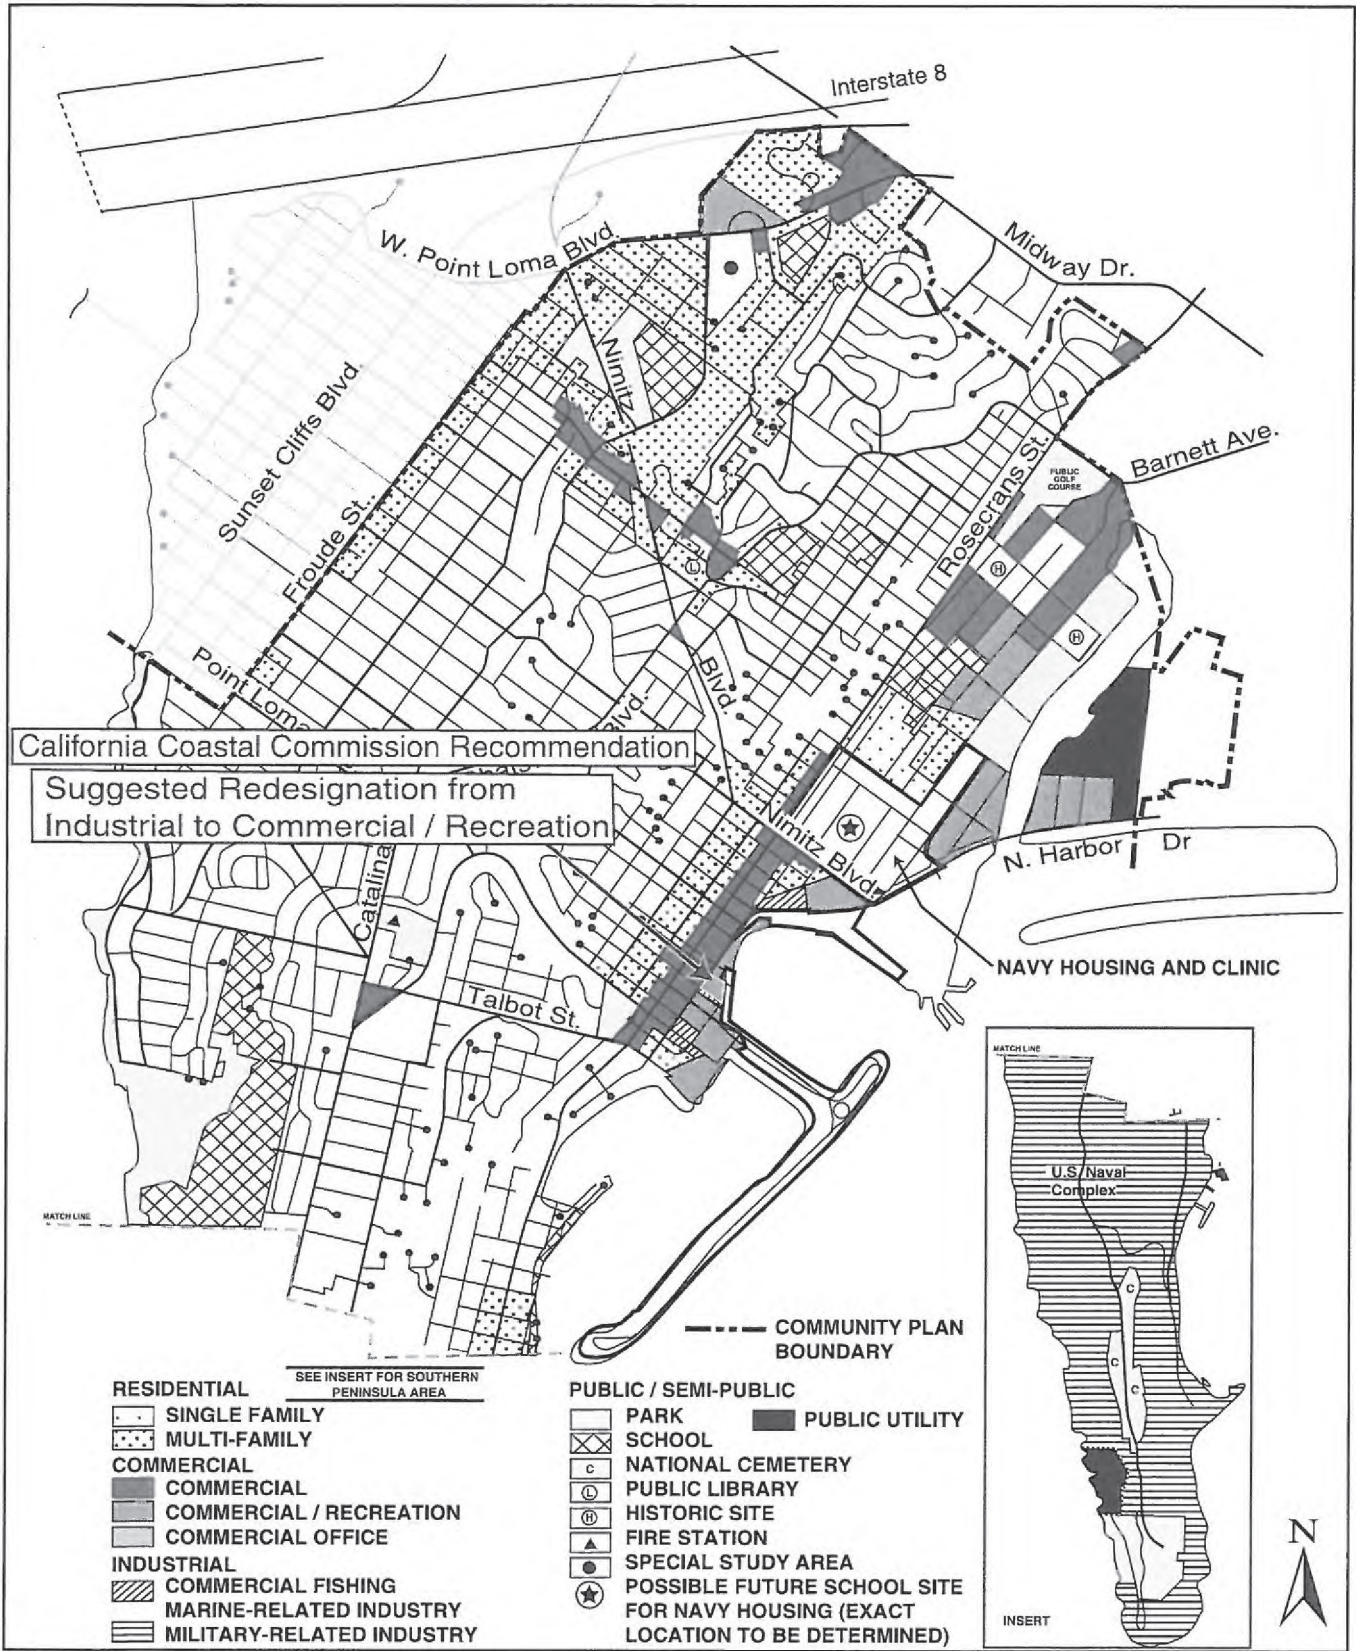 Interstate 8
W. Point Loma Blvd.
Midway Dr.
Nimitz
Sunset Cliffs Blvd.
Froude St.
Rosecrans St.
Barnett Ave.
PUBLIC
GOLF
COURSE
L
H
H
Point Loma
Blvd.
Blvd
California Coastal Commission Recommendation
Suggested Redesignation from
Industrial to Commercial / Recreation
imitz Blvd.
N. Harbor Dr
Catalina
NAVY HOUSING AND CLINIC
Talbot St.
MATCH LINE
MATCH LINE
U.S. Naval
Complex
C
C
C
INSERT
N
COMMUNITY PLAN
BOUNDARY
SEE INSERT FOR SOUTHERN
PENINSULA AREA
RESIDENTIAL
SINGLE FAMILY
MULTI-FAMILY
COMMERCIAL
COMMERCIAL
COMMERCIAL / RECREATION
COMMERCIAL OFFICE
INDUSTRIAL
COMMERCIAL FISHING
MARINE-RELATED INDUSTRY
MILITARY-RELATED INDUSTRY
PUBLIC / SEMI-PUBLIC
PARK
PUBLIC UTILITY
SCHOOL
C NATIONAL CEMETERY
L PUBLIC LIBRARY
H HISTORIC SITE
FIRE STATION
SPECIAL STUDY AREA
POSSIBLE FUTURE SCHOOL SITE
FOR NAVY HOUSING (EXACT
LOCATION TO BE DETERMINED)